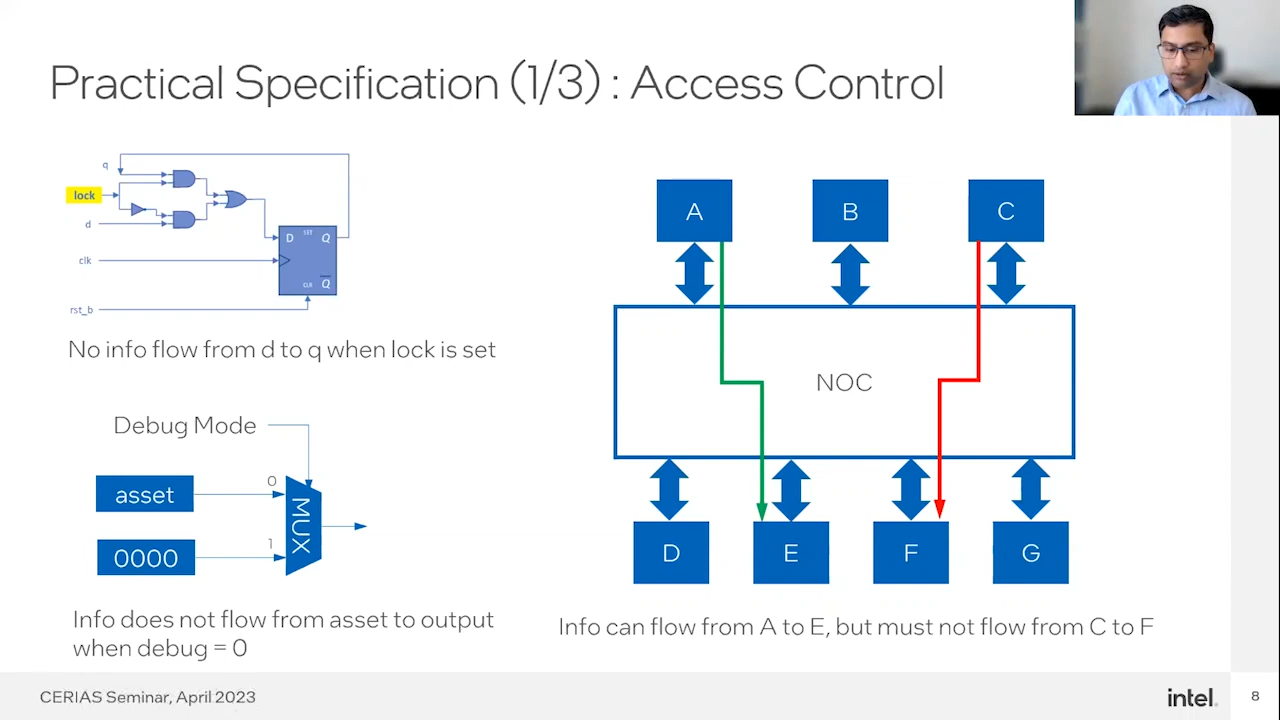 Practical Specification (1/3) : Access Control
q
lock
d
clk
rst_b
D
SET
Q
CLR
Q
No info flow from d to q when lock is set
Debug Mode
asset
0
0000
1
MUX
Info does not flow from asset to output
when debug = 0
A
B
C
NOC
D
E
F
G
Info can flow from A to E, but must not flow from C to F
CERIAS Seminar, April 2023
intel.
8